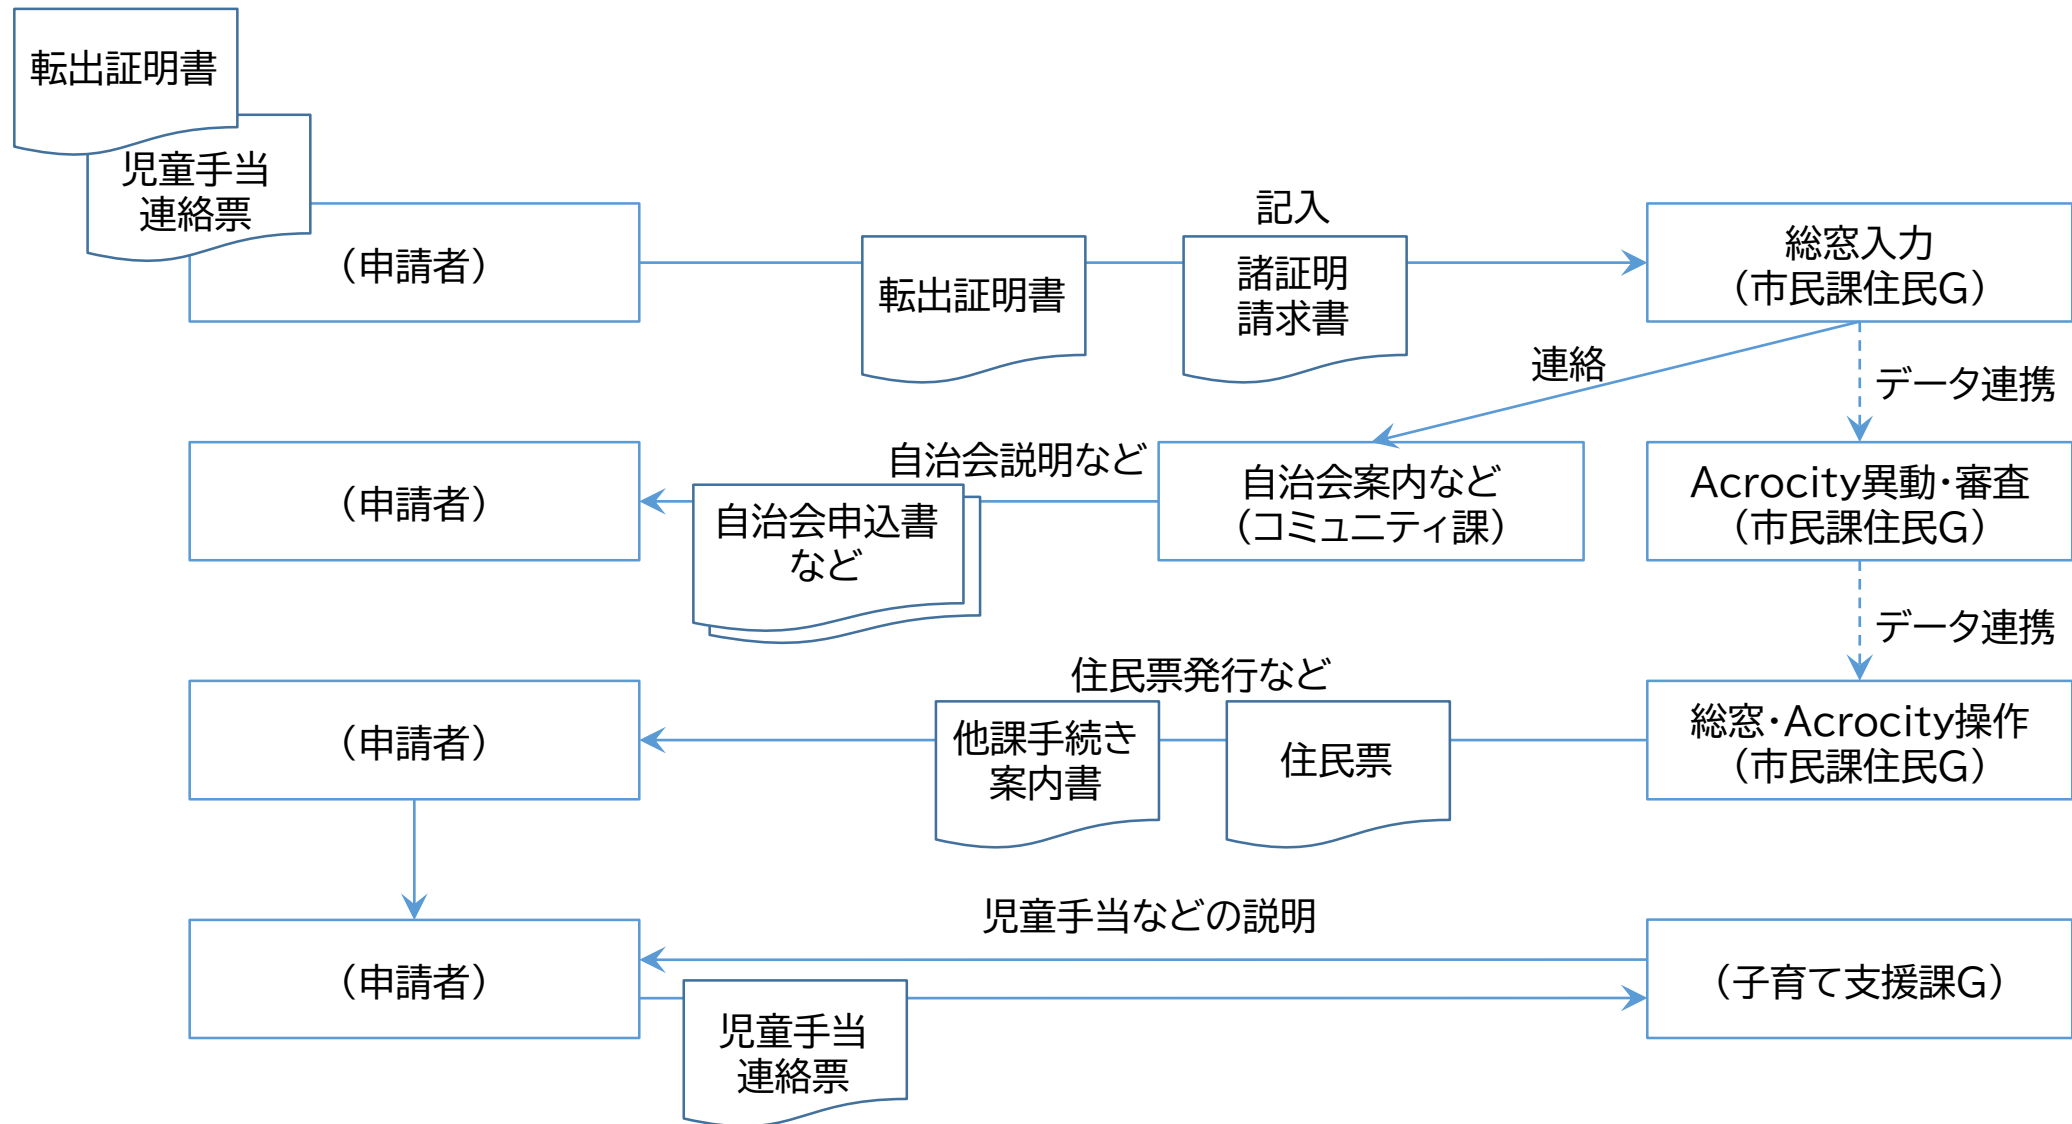 転出証明書
児童手当
連絡票
（申請者）
転出証明書
記入
諸証明
請求書
総窓入力
（市民課住民G）
連絡
データ連携
（申請者）
自治会説明など
自治会申込書
など
自治会案内など
（コミュニティ課）
Acrocity異動・審査
（市民課住民G）
データ連携
（申請者）
住民票発行など
他課手続き
案内書
住民票
総窓・Acrocity操作
（市民課住民G）
（申請者）
児童手当などの説明
児童手当
連絡票
（子育て支援課G）